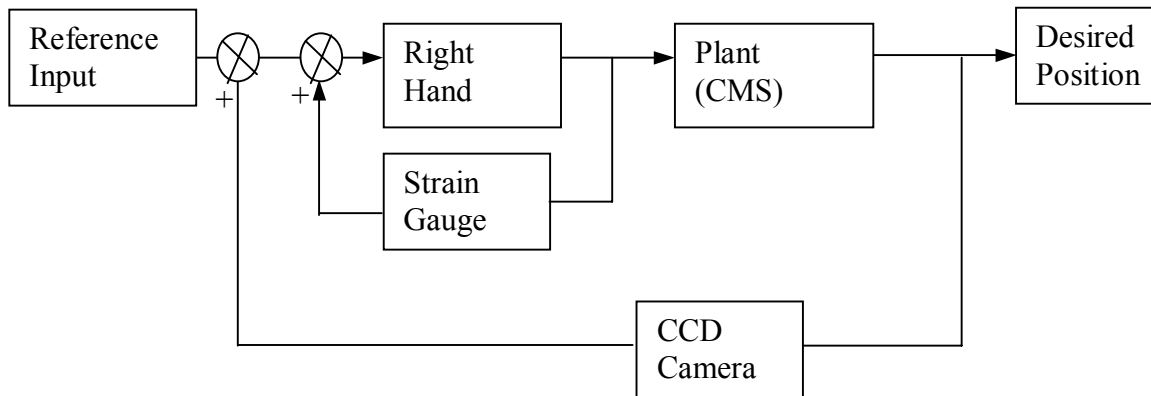 Reference
Input
+
+
Right
Hand
Plant
(CMS)
Desired
Position
Strain
Gauge
CCD
Camera